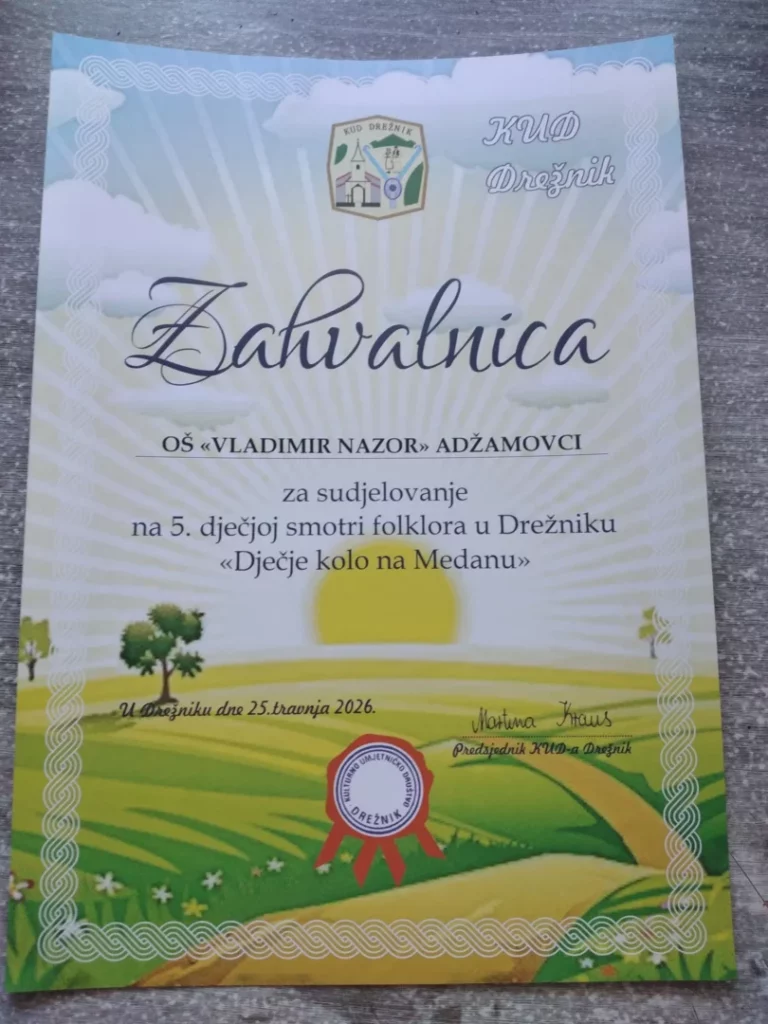 KUD DREŽNIK
KUD
Drežnik
Zahvalnica
OŠ «VLADIMIR NAZOR» ADŽAMOVCI
za sudjelovanje
na 5. dječjoj smotri folklora u Drežniku
«Dječje kolo na Medanu»
U Drežniku dne 25.travnja 2026.
Martina Kraus
Predsjednik KUD-a Drežnik
KULTURNO UMJETNIČKO DRUŠTVO
DREŽNIK